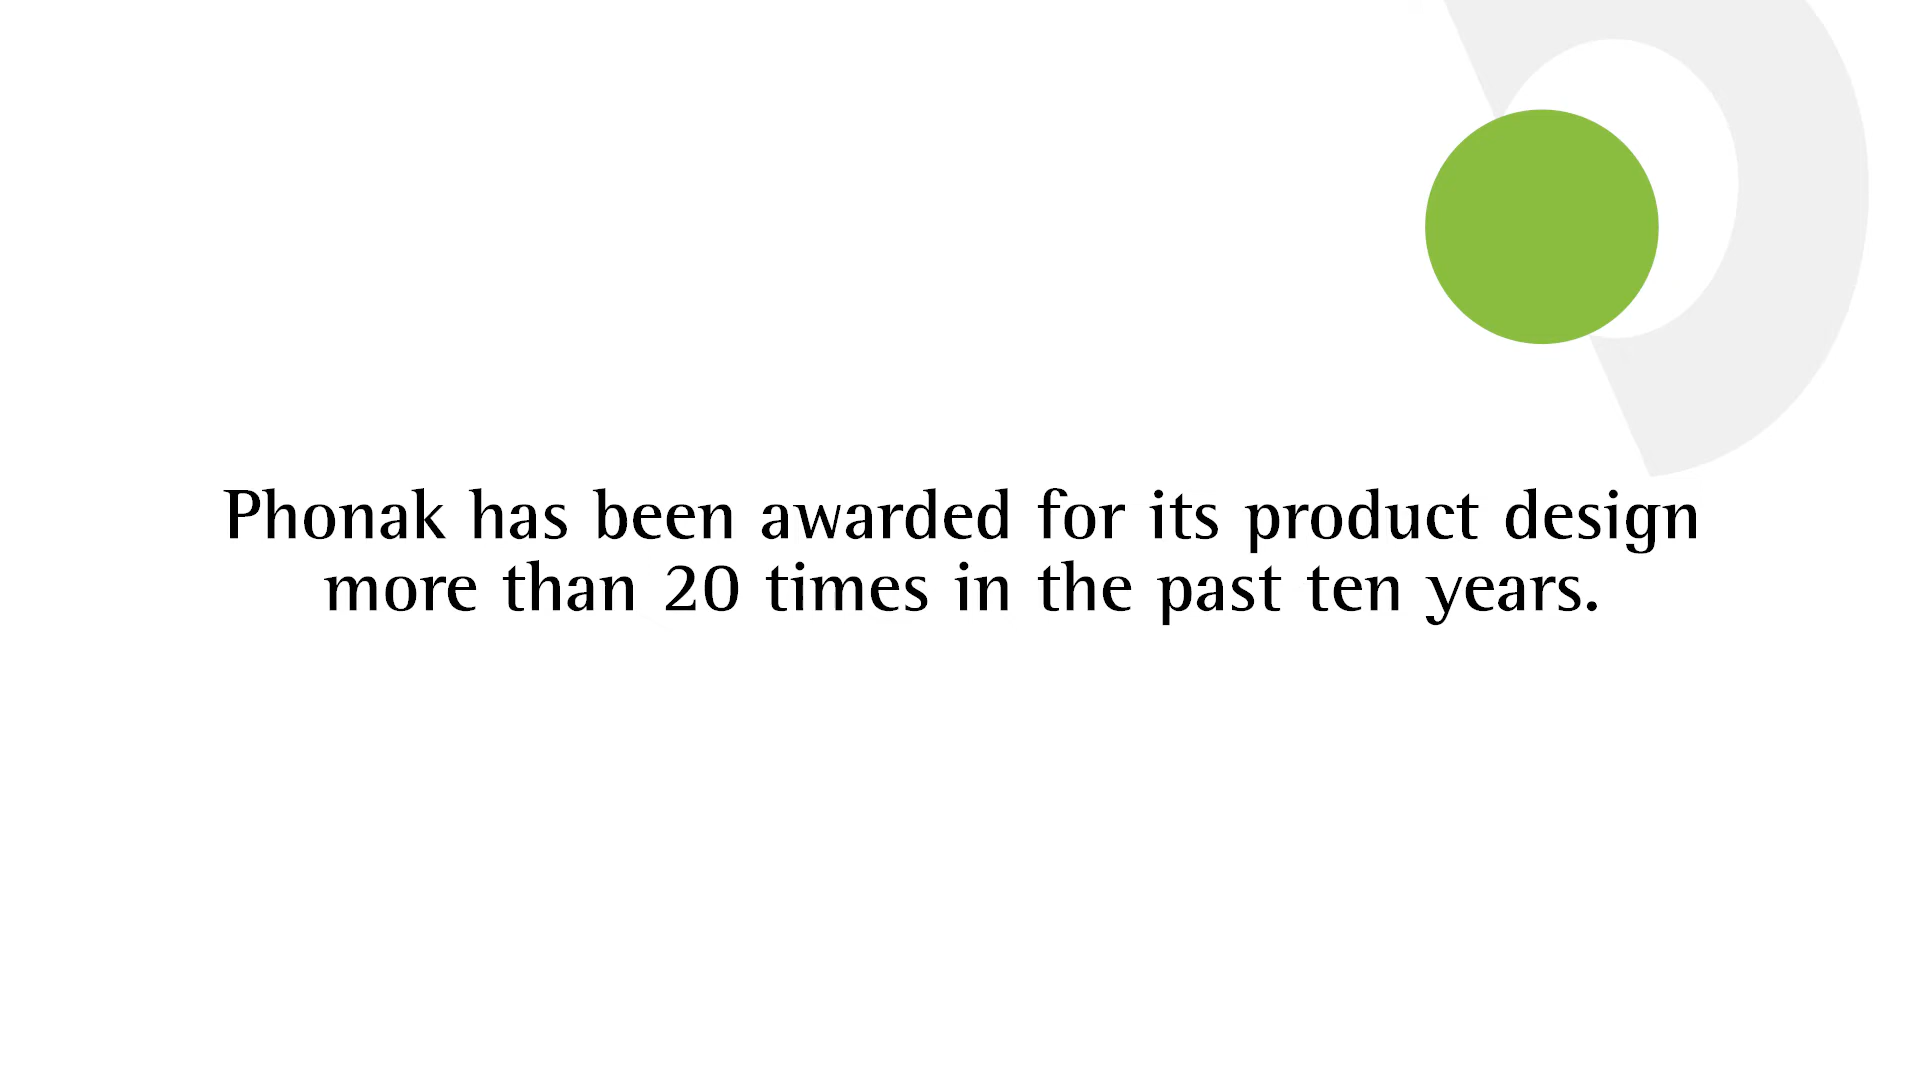 Phonak has been awarded for its product design
more than 20 times in the past ten years.